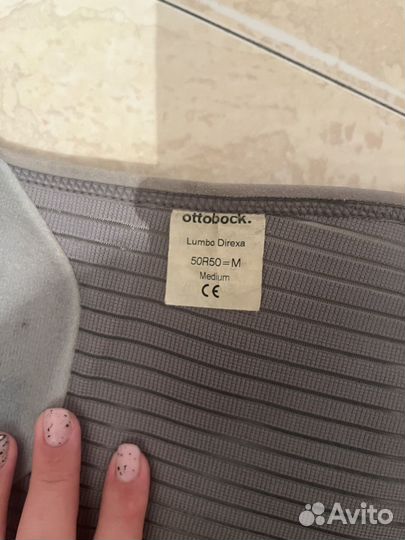 ottobock.
Lumbo Direxa
50R50=M
Medium
CE
Avito